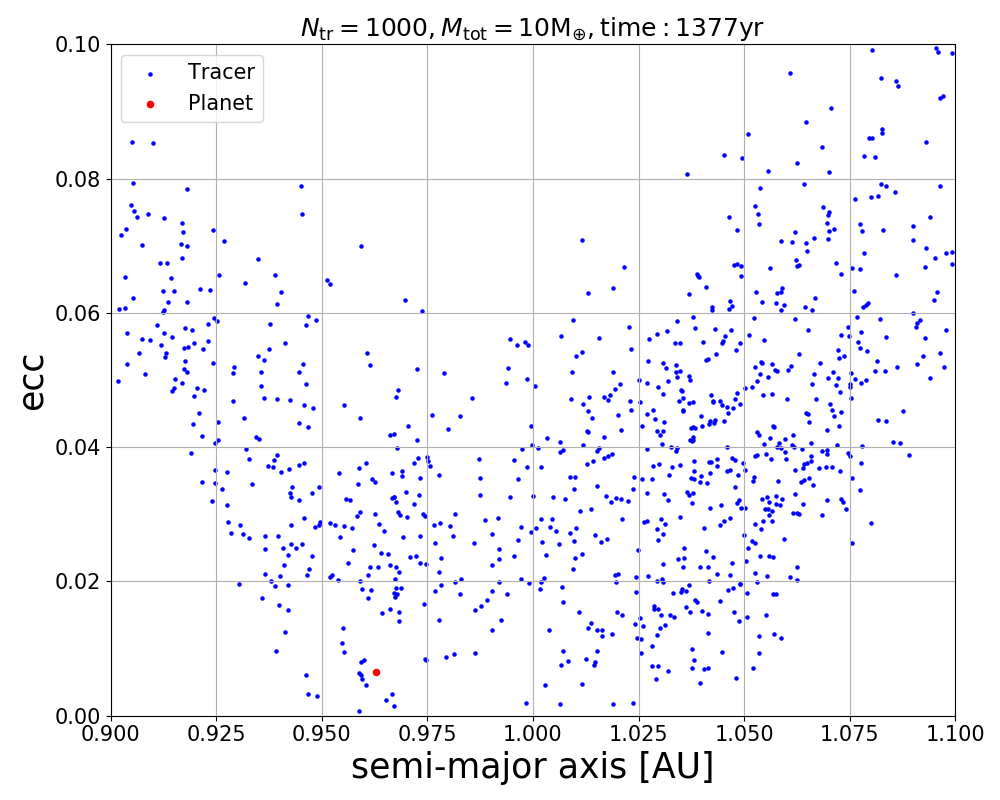 N_tr = 1000, M_tot = 10M_⊕, time : 1377yr
Tracer
Planet
ecc
0.10
0.08
0.06
0.04
0.02
0.00
0.900 0.925 0.950 0.975 1.000 1.025 1.050 1.075 1.100
semi-major axis [AU]